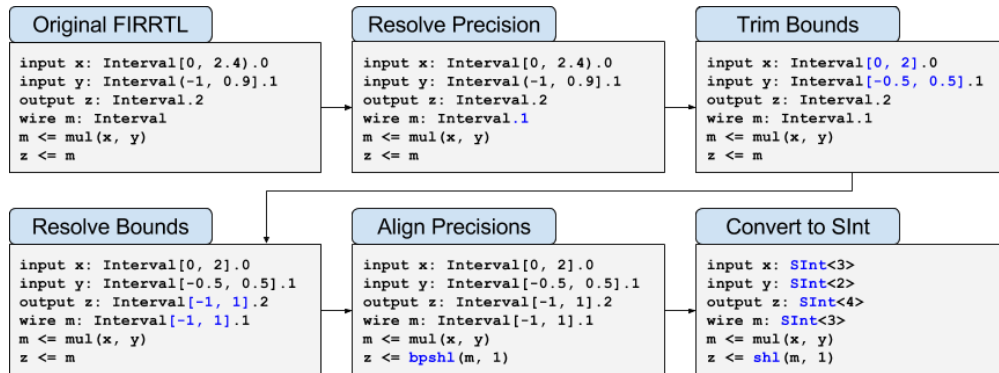 Original FIRRTL
input x: Interval[0, 2.4).0
input y: Interval(-1, 0.9].1
output z: Interval.2
wire m: Interval
m <= mul(x, y)
z <= m
Resolve Precision
input x: Interval[0, 2.4).0
input y: Interval(-1, 0.9].1
output z: Interval.2
wire m: Interval.1
m <= mul(x, y)
z <= m
Trim Bounds
input x: Interval[0, 2].0
input y: Interval[-0.5, 0.5].1
output z: Interval.2
wire m: Interval.1
m <= mul(x, y)
z <= m
Resolve Bounds
input x: Interval[0, 2].0
input y: Interval[-0.5, 0.5].1
output z: Interval[-1, 1].2
wire m: Interval[-1, 1].1
m <= mul(x, y)
z <= m
Align Precisions
input x: Interval[0, 2].0
input y: Interval[-0.5, 0.5].1
output z: Interval[-1, 1].2
wire m: Interval[-1, 1].1
m <= mul(x, y)
z <= bpshl(m, 1)
Convert to SInt
input x: SInt<3>
input y: SInt<2>
output z: SInt<4>
wire m: SInt<3>
m <= mul(x, y)
z <= shl(m, 1)